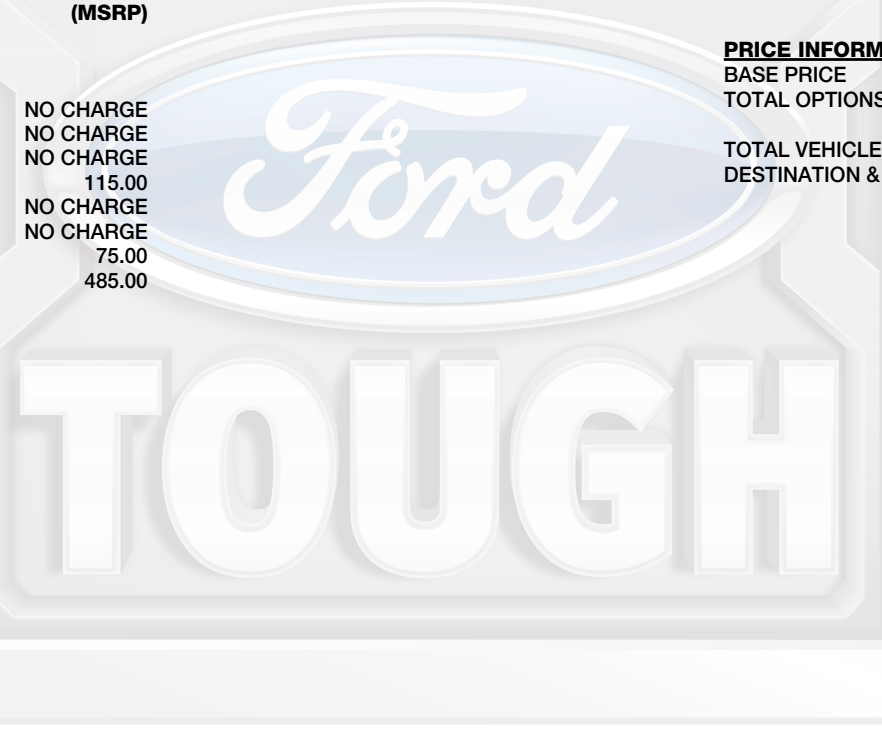 (MSRP)
NO CHARGE
NO CHARGE
NO CHARGE
115.00
NO CHARGE
NO CHARGE
75.00
485.00
PRICE INFORM
BASE PRICE
TOTAL OPTIONS
TOTAL VEHICLE
DESTINATION &
Ford
TOUGH